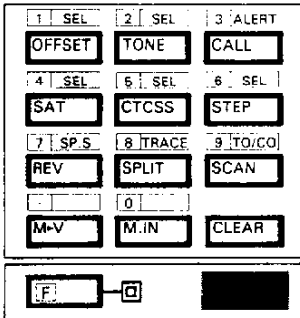 1 SEL 2 SEL 3 ALERT
OFFSET TONE CALL
4 SEL 5 SEL 6 SEL
SAT CTCSS STEP
7 SP.S 8 TRACE 9 TO/CO
REV SPLIT SCAN
· 0
M▸V M.IN CLEAR
F